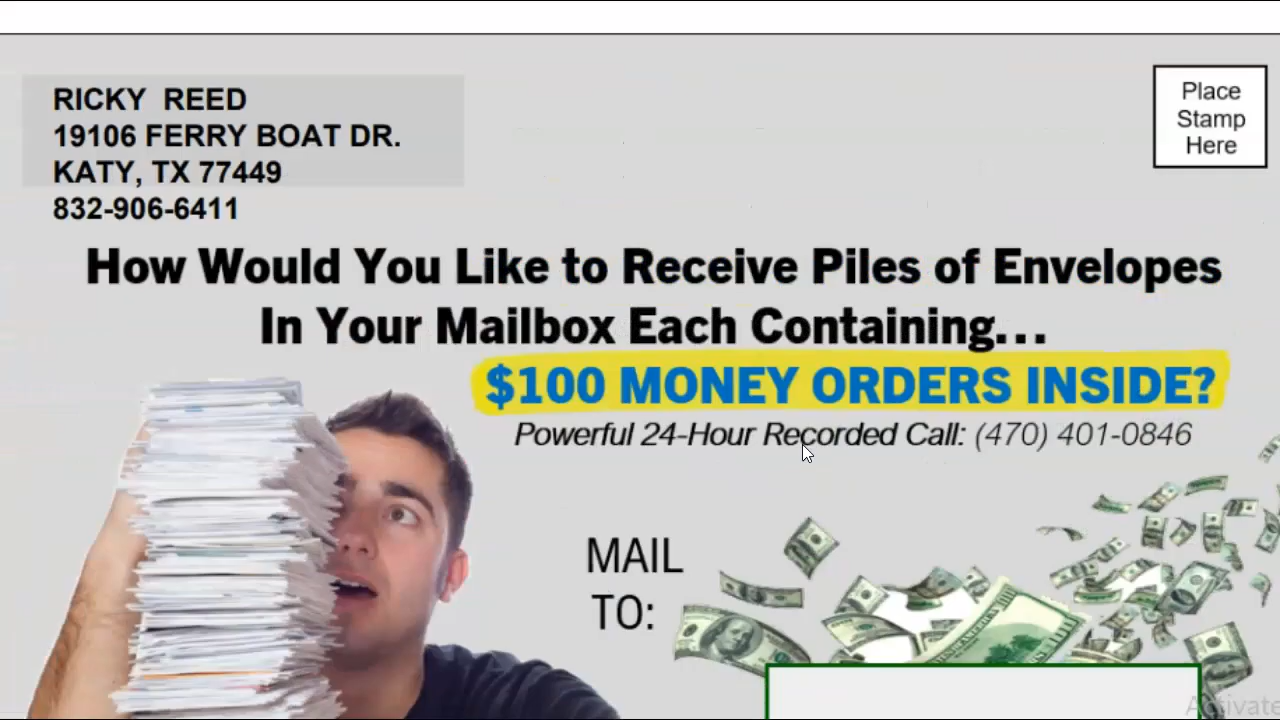 RICKY REED
19106 FERRY BOAT DR.
KATY, TX 77449
832-906-6411
Place
Stamp
Here
How Would You Like to Receive Piles of Envelopes
In Your Mailbox Each Containing...
$100 MONEY ORDERS INSIDE?
Powerful 24-Hour Recorded Call: (470) 401-0846
MAIL
TO:
Activate